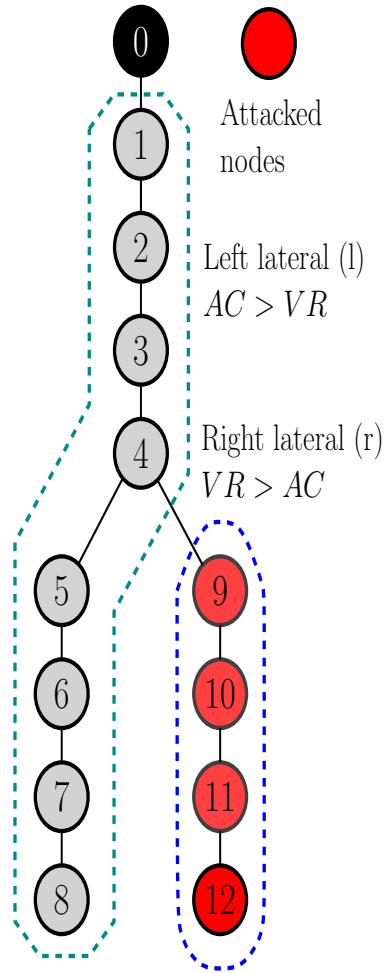 0
Attacked
nodes
1
2
Left lateral (l)
AC > VR
3
Right lateral (r)
VR > AC
4
5
9
6
10
7
11
8
12